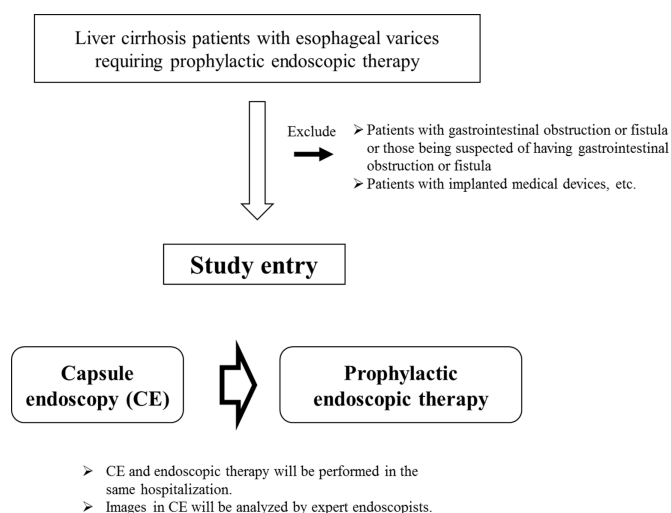 Liver cirrhosis patients with esophageal varices
requiring prophylactic endoscopic therapy
Exclude
➢ Patients with gastrointestinal obstruction or fistula
or those being suspected of having gastrointestinal
obstruction or fistula
➢ Patients with implanted medical devices, etc.
Study entry
Capsule
endoscopy (CE)
Prophylactic
endoscopic therapy
➢ CE and endoscopic therapy will be performed in the
same hospitalization.
➢ Images in CE will be analyzed by expert endoscopists.